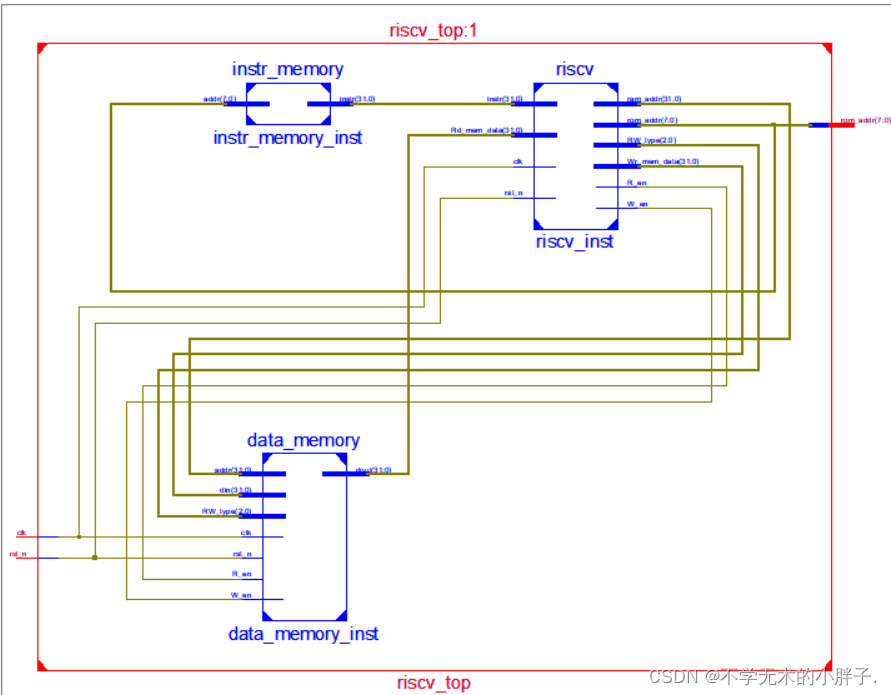 riscv_top:1
instr_memory
addr(7:0)
instr(31:0)
instr_memory_inst
riscv
instr(31:0)
Rd_mem_data(31:0)
clk
rst_n
ram_addr(31:0)
rom_addr(7:0)
RW_type(2:0)
Wr_mem_data(31:0)
R_en
W_en
riscv_inst
rom_addr(7:0)
data_memory
addr(31:0)
din(31:0)
RW_type(2:0)
clk
rst_n
R_en
W_en
dout(31:0)
data_memory_inst
clk
rst_n
riscv_top
CSDN @不学无术的小胖子.